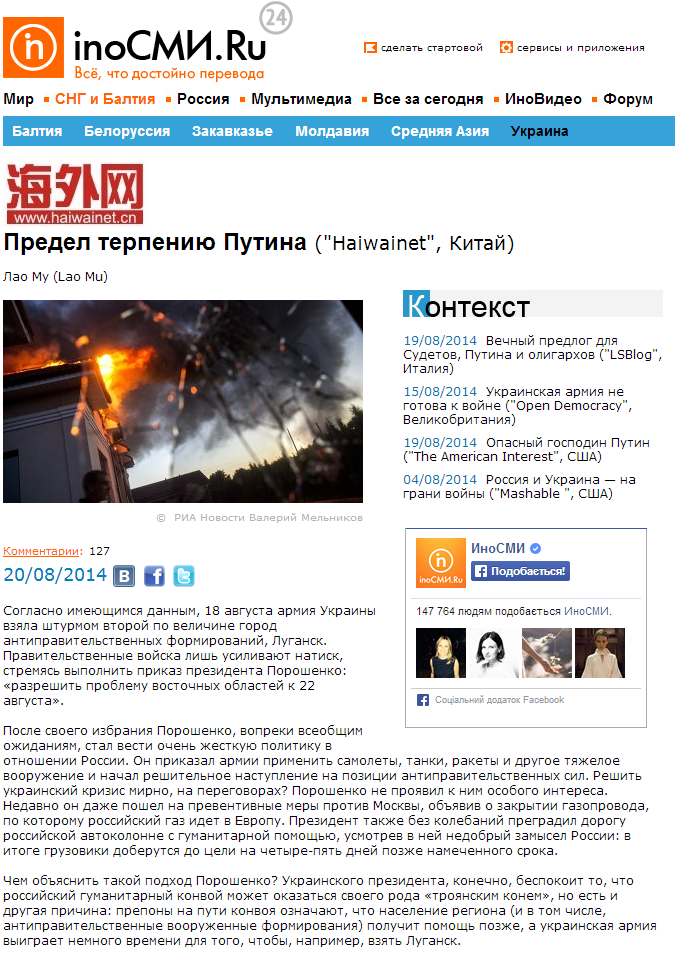 24
inoСМИ.Ru
Всё, что достойно перевода
in
inoСМИ.Ru
сделать стартовой
сервисы и приложения
Мир СНГ и Балтия Россия Мультимедиа Все за сегодня ИноВидео Форум
Балтия Белоруссия Закавказье Молдавия Средняя Азия Украина
海外网
www.haiwainet.cn
Предел терпению Путина ("Haiwainet", Китай)
Лао Му (Lao Mu)
© РИА Новости Валерий Мельников
Комментарии: 127
20/08/2014
Контекст
19/08/2014 Вечный предлог для
Судетов, Путина и олигархов ("LSBlog",
Италия)
15/08/2014 Украинская армия не
готова к войне ("Open Democracy",
Великобритания)
19/08/2014 Опасный господин Путин
("The American Interest", США)
04/08/2014 Россия и Украина — на
грани войны ("Mashable ", США)
in
inoСМИ.Ru
ИноСМИ
Подобається!
147 764 людям подобається ИноСМИ.
Соціальний додаток Facebook
Согласно имеющимся данным, 18 августа армия Украины
взяла штурмом второй по величине город
антиправительственных формирований, Луганск.
Правительственные войска лишь усиливают натиск,
стремясь выполнить приказ президента Порошенко:
«разрешить проблему восточных областей к 22
августа».
После своего избрания Порошенко, вопреки всеобщим
ожиданиям, стал вести очень жесткую политику в
отношении России. Он приказал армии применить самолеты, танки, ракеты и другое тяжелое
вооружение и начал решительное наступление на позиции антиправительственных сил. Решить
украинский кризис мирно, на переговорах? Порошенко не проявил к ним особого интереса.
Недавно он даже пошел на превентивные меры против Москвы, объявив о закрытии газопровода,
по которому российский газ идет в Европу. Президент также без колебаний преградил дорогу
российской автоколонне с гуманитарной помощью, усмотрев в ней недобрый замысел России: в
итоге грузовики доберутся до цели на четыре-пять дней позже намеченного срока.
Чем объяснить такой подход Порошенко? Украинского президента, конечно, беспокоит то, что
российский гуманитарный конвой может оказаться своего рода «троянским конем», но есть и
другая причина: препоны на пути конвоя означают, что население региона (и в том числе,
антиправительственные вооруженные формирования) получит помощь позже, а украинская армия
выиграет немного времени для того, чтобы, например, взять Луганск.